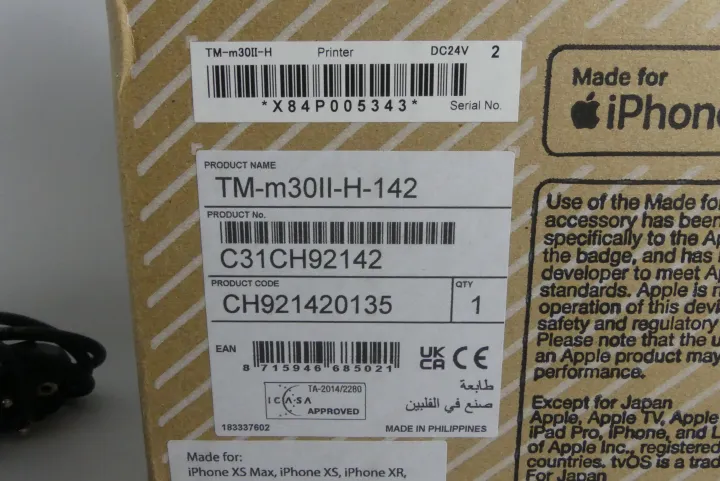 TM-m30II-H Printer DC24V 2
*X84P005343* Serial No.
PRODUCT NAME
TM-m30II-H-142
PRODUCT No.
C31CH92142
PRODUCT CODE QTY
CH921420135 1
EAN
8 715946 685021
UK
CA CE
TA-2014/2280
ICASA
APPROVED
طابعة
صنع في الفلبين
183337602 MADE IN PHILIPPINES
Made for:
iPhone XS Max, iPhone XS, iPhone XR,
Made for
iPhone
Use of the Made for
accessory has been
specifically to the Ap
the badge, and has
developer to meet Ap
standards. Apple is n
operation of this devi
safety and regulatory
Please note that the u
an Apple product may
performance.
Except for Japan
Apple, Apple TV, Apple
iPad Pro, iPhone, and L
of Apple Inc., registered
countries. tvOS is a trad
For Japan